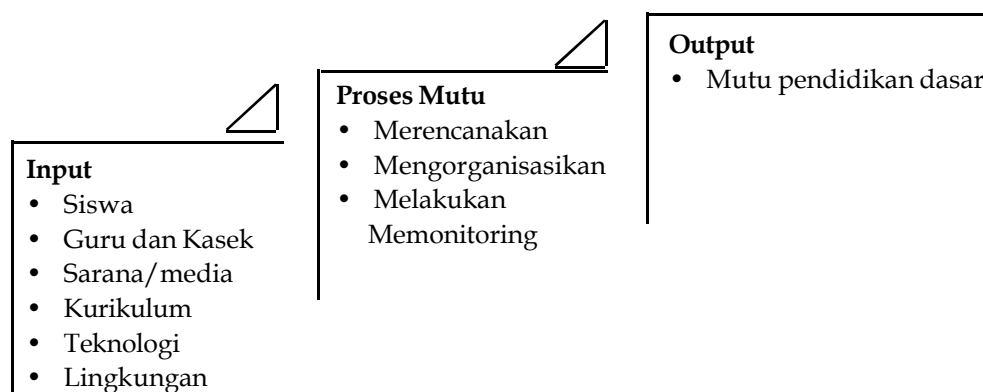 Input
• Siswa
• Guru dan Kasek
• Sarana/media
• Kurikulum
• Teknologi
• Lingkungan
Proses Mutu
• Merencanakan
• Mengorganisasikan
• Melakukan
Memonitoring
Output
• Mutu pendidikan dasar